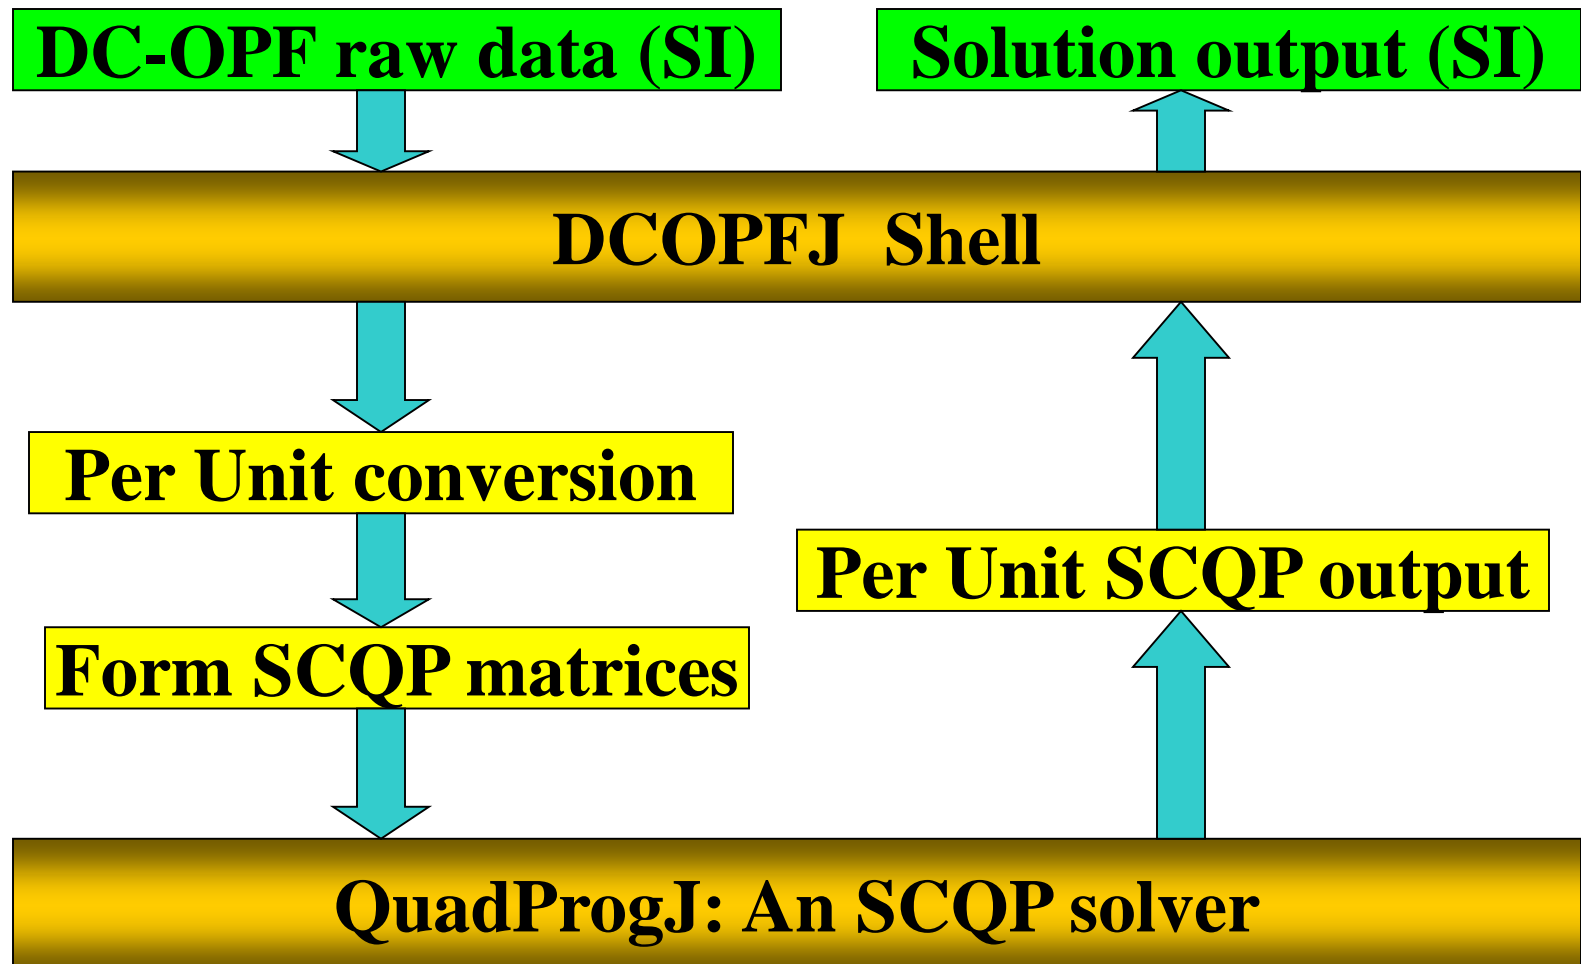 DC-OPF raw data (SI)
Solution output (SI)
DCOPFJ Shell
Per Unit conversion
Per Unit SCQP output
Form SCQP matrices
QuadProgJ: An SCQP solver